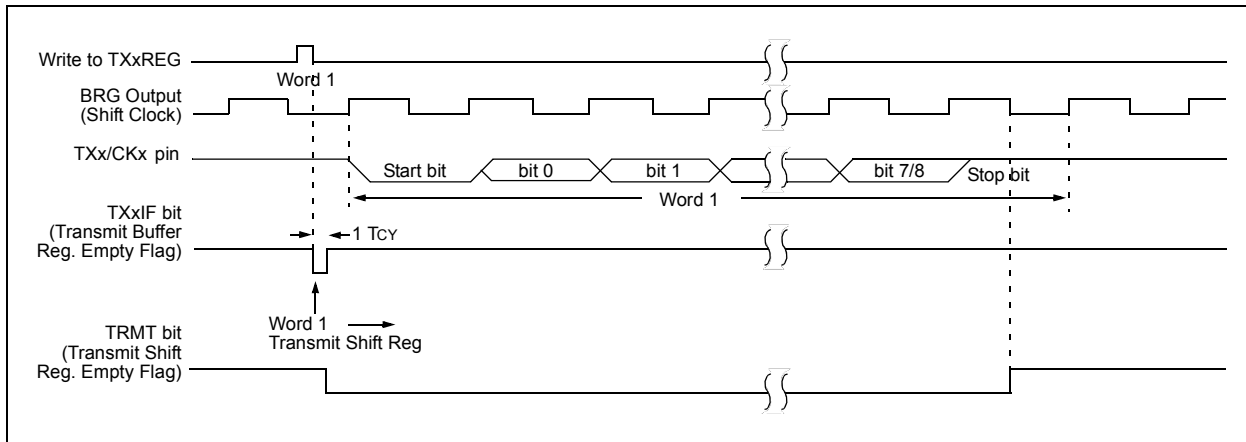 Write to TXxREG
Word 1
BRG Output
(Shift Clock)
TXx/CKx pin
Start bit
bit 0
bit 1
bit 7/8
Stop bit
Word 1
TXxIF bit
(Transmit Buffer
Reg. Empty Flag)
1 TCY
Word 1
Transmit Shift Reg
TRMT bit
(Transmit Shift
Reg. Empty Flag)